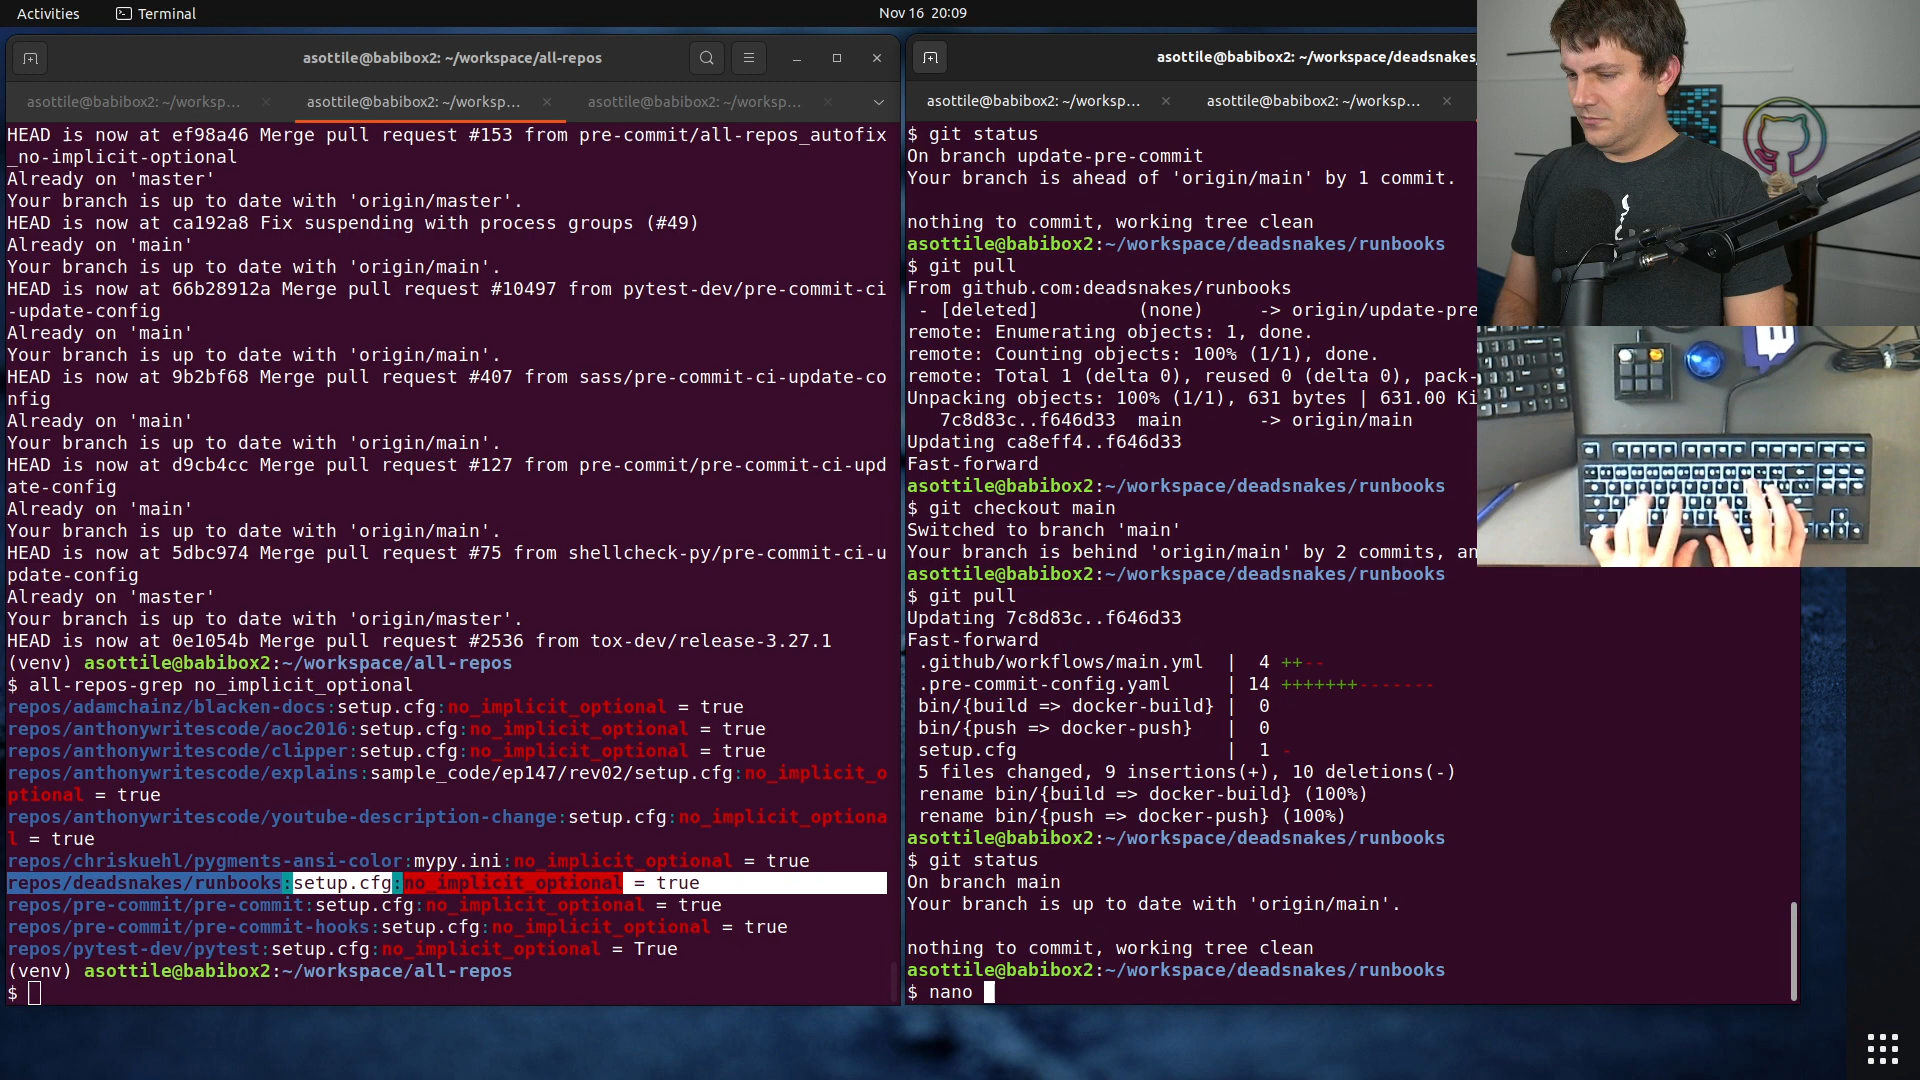 Activities
Terminal
Nov 16 20:09
asottile@babibox2: ~/workspace/all-repos
asottile@babibox2: ~/worksp...
asottile@babibox2: ~/worksp...
asottile@babibox2: ~/worksp...
HEAD is now at ef98a46 Merge pull request #153 from pre-commit/all-repos_autofix
_no-implicit-optional
Already on 'master'
Your branch is up to date with 'origin/master'.
HEAD is now at ca192a8 Fix suspending with process groups (#49)
Already on 'main'
Your branch is up to date with 'origin/main'.
HEAD is now at 66b28912a Merge pull request #10497 from pytest-dev/pre-commit-ci
-update-config
Already on 'main'
Your branch is up to date with 'origin/main'.
HEAD is now at 9b2bf68 Merge pull request #407 from sass/pre-commit-ci-update-co
nfig
Already on 'main'
Your branch is up to date with 'origin/main'.
HEAD is now at d9cb4cc Merge pull request #127 from pre-commit/pre-commit-ci-upd
ate-config
Already on 'main'
Your branch is up to date with 'origin/main'.
HEAD is now at 5dbc974 Merge pull request #75 from shellcheck-py/pre-commit-ci-u
pdate-config
Already on 'master'
Your branch is up to date with 'origin/master'.
HEAD is now at 0e1054b Merge pull request #2536 from tox-dev/release-3.27.1
(venv) asottile@babibox2:~/workspace/all-repos
$ all-repos-grep no_implicit_optional
repos/adamchainz/blacken-docs:setup.cfg:no_implicit_optional = true
repos/anthonywritescode/aoc2016:setup.cfg:no_implicit_optional = true
repos/anthonywritescode/clipper:setup.cfg:no_implicit_optional = true
repos/anthonywritescode/explains:sample_code/ep147/rev02/setup.cfg:no_implicit_o
ptional = true
repos/anthonywritescode/youtube-description-change:setup.cfg:no_implicit_optiona
l = true
repos/chriskuehl/pygments-ansi-color:mypy.ini:no_implicit_optional = true
repos/deadsnakes/runbooks:setup.cfg:no_implicit_optional = true
repos/pre-commit/pre-commit:setup.cfg:no_implicit_optional = true
repos/pre-commit/pre-commit-hooks:setup.cfg:no_implicit_optional = true
repos/pytest-dev/pytest:setup.cfg:no_implicit_optional = True
(venv) asottile@babibox2:~/workspace/all-repos
$
asottile@babibox2: ~/workspace/deadsnakes/
asottile@babibox2: ~/worksp...
asottile@babibox2: ~/worksp...
$ git status
On branch update-pre-commit
Your branch is ahead of 'origin/main' by 1 commit.
nothing to commit, working tree clean
asottile@babibox2:~/workspace/deadsnakes/runbooks
$ git pull
From github.com:deadsnakes/runbooks
- [deleted] (none) -> origin/update-pre
remote: Enumerating objects: 1, done.
remote: Counting objects: 100% (1/1), done.
remote: Total 1 (delta 0), reused 0 (delta 0), pack-
Unpacking objects: 100% (1/1), 631 bytes | 631.00 Ki
7c8d83c..f646d33 main -> origin/main
Updating ca8eff4..f646d33
Fast-forward
asottile@babibox2:~/workspace/deadsnakes/runbooks
$ git checkout main
Switched to branch 'main'
Your branch is behind 'origin/main' by 2 commits, an
asottile@babibox2:~/workspace/deadsnakes/runbooks
$ git pull
Updating 7c8d83c..f646d33
Fast-forward
.github/workflows/main.yml | 4 ++--
.pre-commit-config.yaml | 14 +++++++-------
bin/{build => docker-build} | 0
bin/{push => docker-push} | 0
setup.cfg | 1 -
5 files changed, 9 insertions(+), 10 deletions(-)
rename bin/{build => docker-build} (100%)
rename bin/{push => docker-push} (100%)
asottile@babibox2:~/workspace/deadsnakes/runbooks
$ git status
On branch main
Your branch is up to date with 'origin/main'.
nothing to commit, working tree clean
asottile@babibox2:~/workspace/deadsnakes/runbooks
$ nano